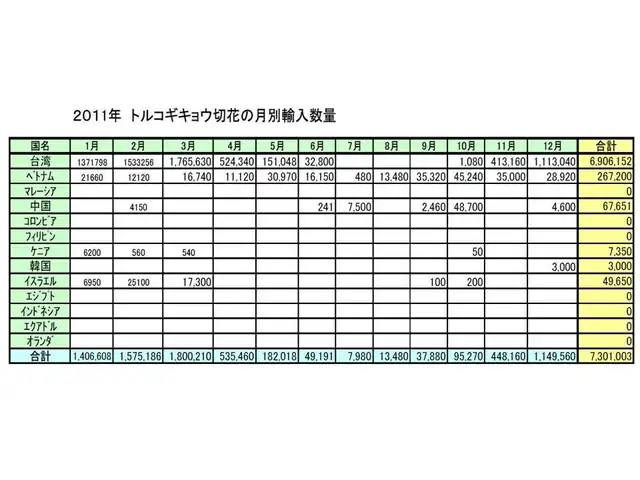 2011年 トルコギキョウ切花の月別輸入数量
国名 1月 2月 3月 4月 5月 6月 7月 8月 9月 10月 11月 12月 合計
台湾 1371798 1533256 1,765,630 524,340 151,048 32,800 1,080 413,160 1,113,040 6,906,152
ベトナム 21660 12120 16,740 11,120 30,970 16,150 480 13,480 35,320 45,240 35,000 28,920 267,200
マレーシア 0
中国 4150 241 7,500 2,460 48,700 4,600 67,651
コロンビア 0
フィリピン 0
ケニア 6200 560 540 50 7,350
韓国 3,000 3,000
イスラエル 6950 25100 17,300 100 200 49,650
エジプト 0
インドネシア 0
エクアドル 0
オランダ 0
合計 1,406,608 1,575,186 1,800,210 535,460 182,018 49,191 7,980 13,480 37,880 95,270 448,160 1,149,560 7,301,003